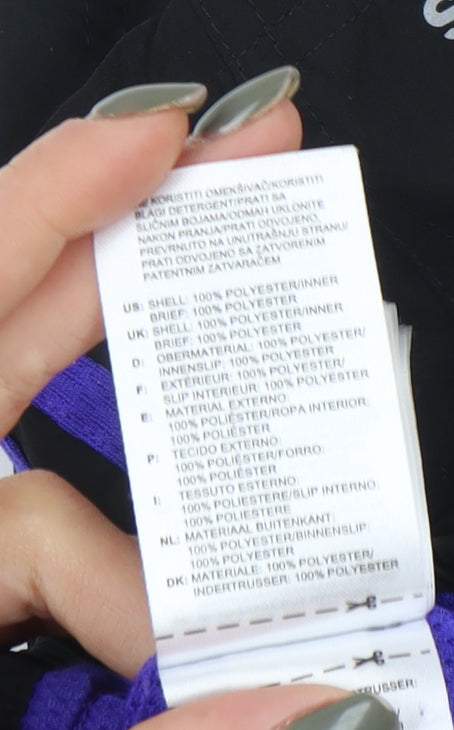 NE KORISTITI OMEKŠIVAČ/KORISTITI
BLAGI DETERGENT/PRATI SA
SLIČNIM BOJAMA/ODMAH UKLONITE
NAKON PRANJA/PRATI ODVOJENO,
PREVRNUTO NA UNUTRAŠNJU STRANU/
PRATI ODVOJENO SA ZATVORENIM
PATENTNIM ZATVARAČEM
US: SHELL: 100% POLYESTER/INNER
BRIEF: 100% POLYESTER
UK: SHELL: 100% POLYESTER/INNER
BRIEF: 100% POLYESTER
D: OBERMATERIAL: 100% POLYESTER/
INNENSLIP: 100% POLYESTER
F: EXTÉRIEUR: 100% POLYESTER/
SLIP INTERIEUR: 100% POLYESTER
E: MATERIAL EXTERNO:
100% POLIÉSTER/ROPA INTERIOR:
100% POLIÉSTER
P: TECIDO EXTERNO:
100% POLIÉSTER/FORRO:
100% POLIÉSTER
I: TESSUTO ESTERNO:
100% POLIESTERE/SLIP INTERNO:
100% POLIESTERE
NL: MATERIAAL BUITENKANT:
100% POLYESTER/BINNENSLIP:
100% POLYESTER
DK: MATERIALE: 100% POLYESTER/
INDERTRUSSER: 100% POLYESTER
TRUSSER: